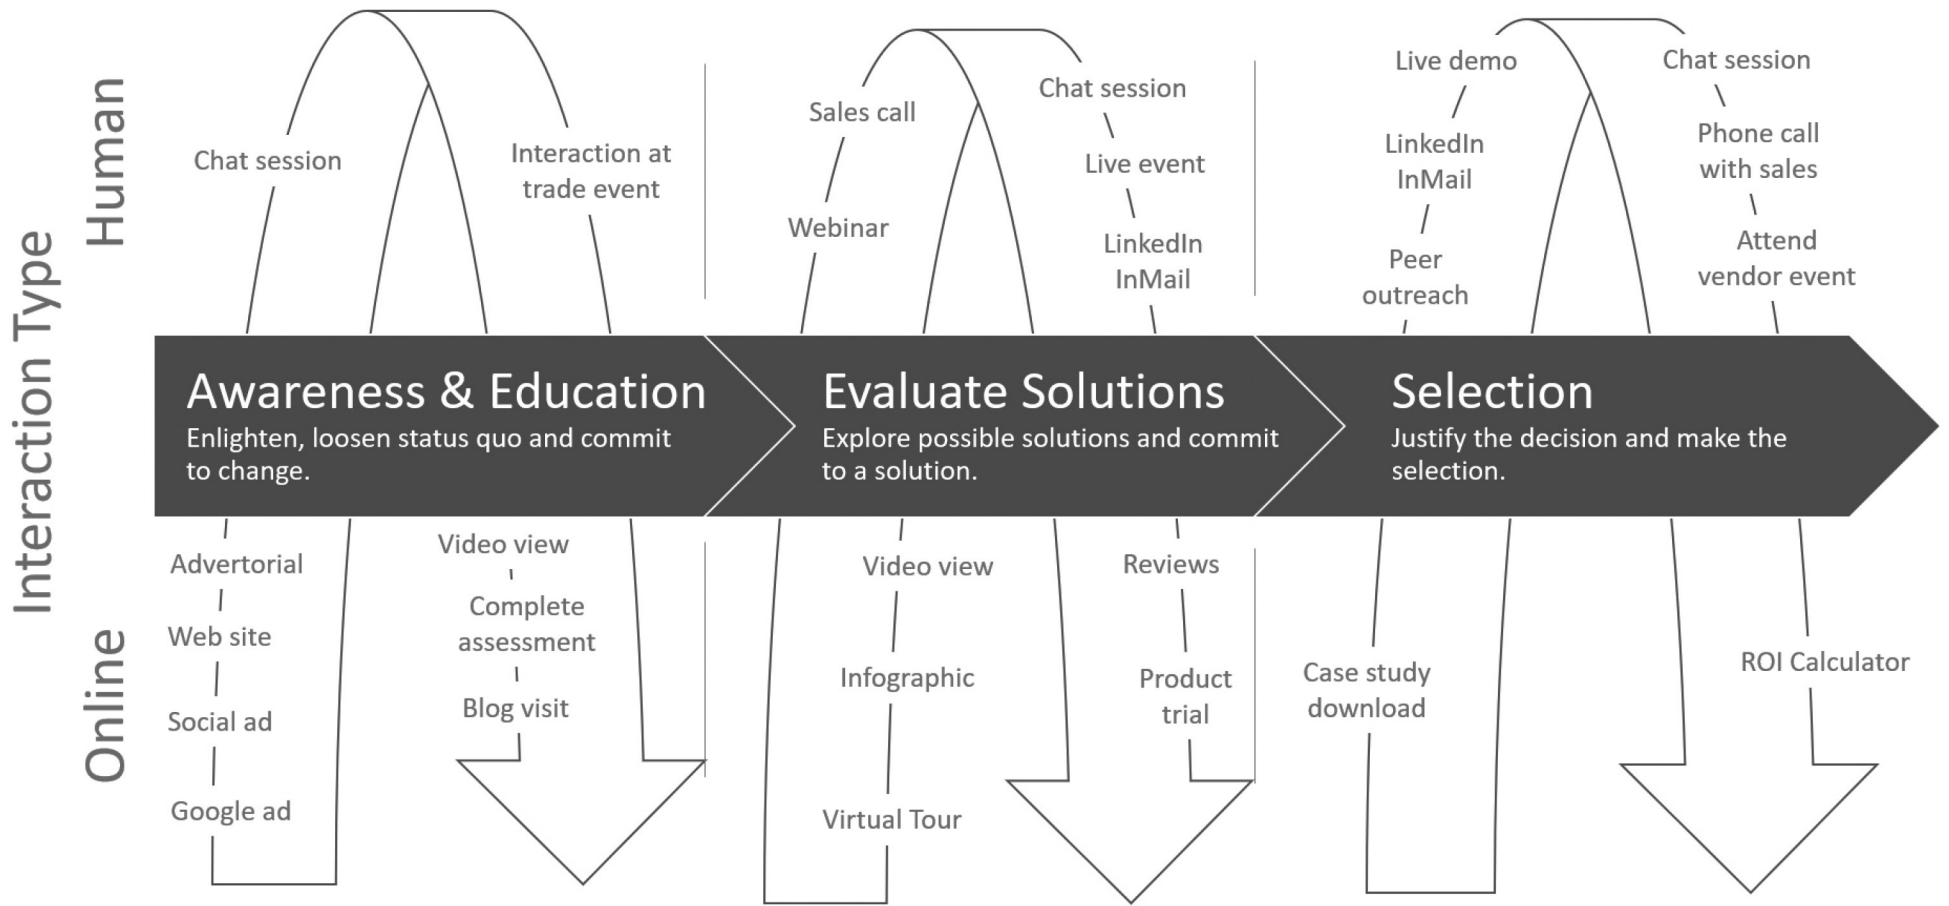 Interaction Type
Human
Online
Chat session
Interaction at
trade event
Sales call
Webinar
Chat session
Live event
LinkedIn
InMail
Live demo
LinkedIn
InMail
Peer
outreach
Chat session
Phone call
with sales
Attend
vendor event
Awareness & Education
Enlighten, loosen status quo and commit
to change.
Evaluate Solutions
Explore possible solutions and commit
to a solution.
Selection
Justify the decision and make the
selection.
Advertorial
Web site
Social ad
Google ad
Video view
Complete
assessment
Blog visit
Video view
Infographic
Virtual Tour
Reviews
Product
trial
Case study
download
ROI Calculator